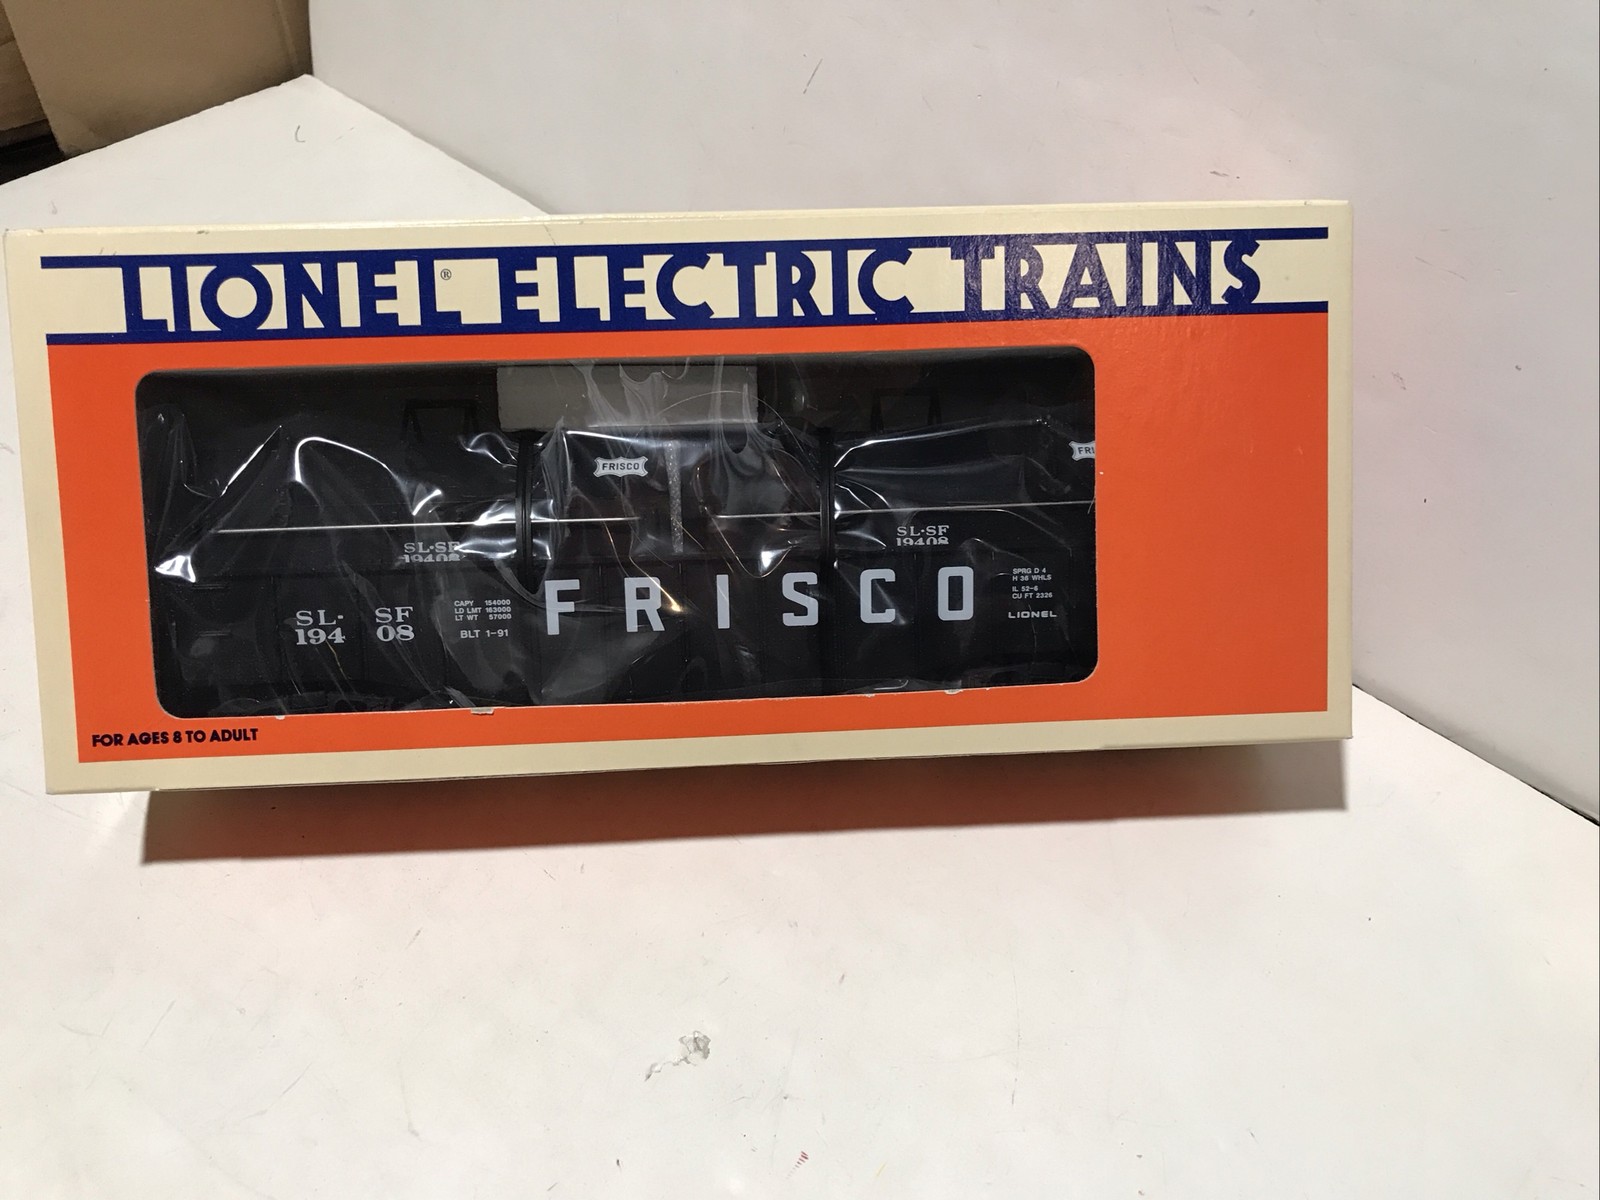 LIONEL® ELECTRIC TRAINS
FRISCO
FRI
SL-SF
19408
SL-SF
19408
SL- SF
194 08
CAPY 154000
LD LMT 163000
LT WT 57000
BLT 1-91
FRISCO
SPRG D 4
H 36 WHLS
IL 52-6
CU FT 2326
LIONEL
FOR AGES 8 TO ADULT